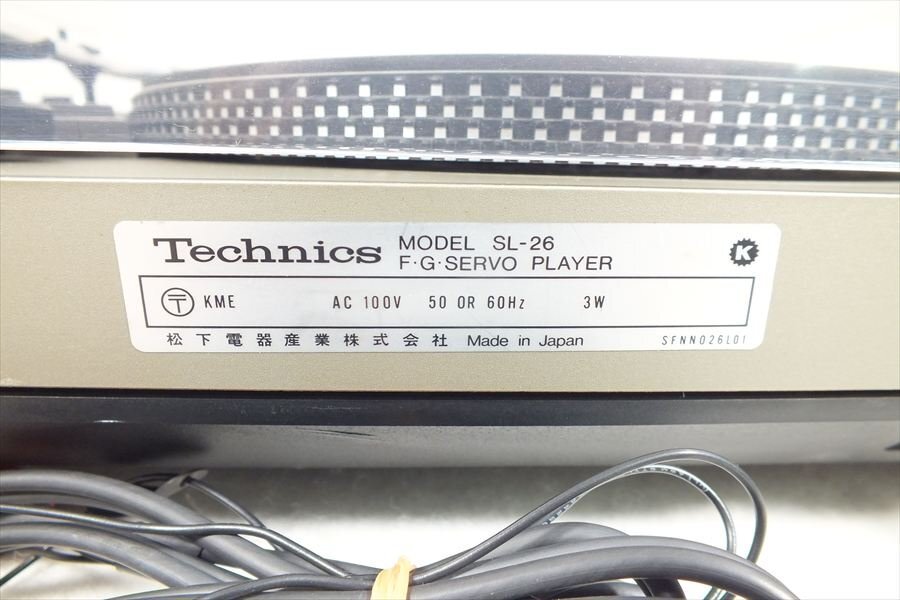 Technics MODEL SL-26
F·G·SERVO PLAYER
K
〒 KME AC 100V 50 OR 60Hz 3W
松下電器産業株式会社 Made in Japan SFNN026L01